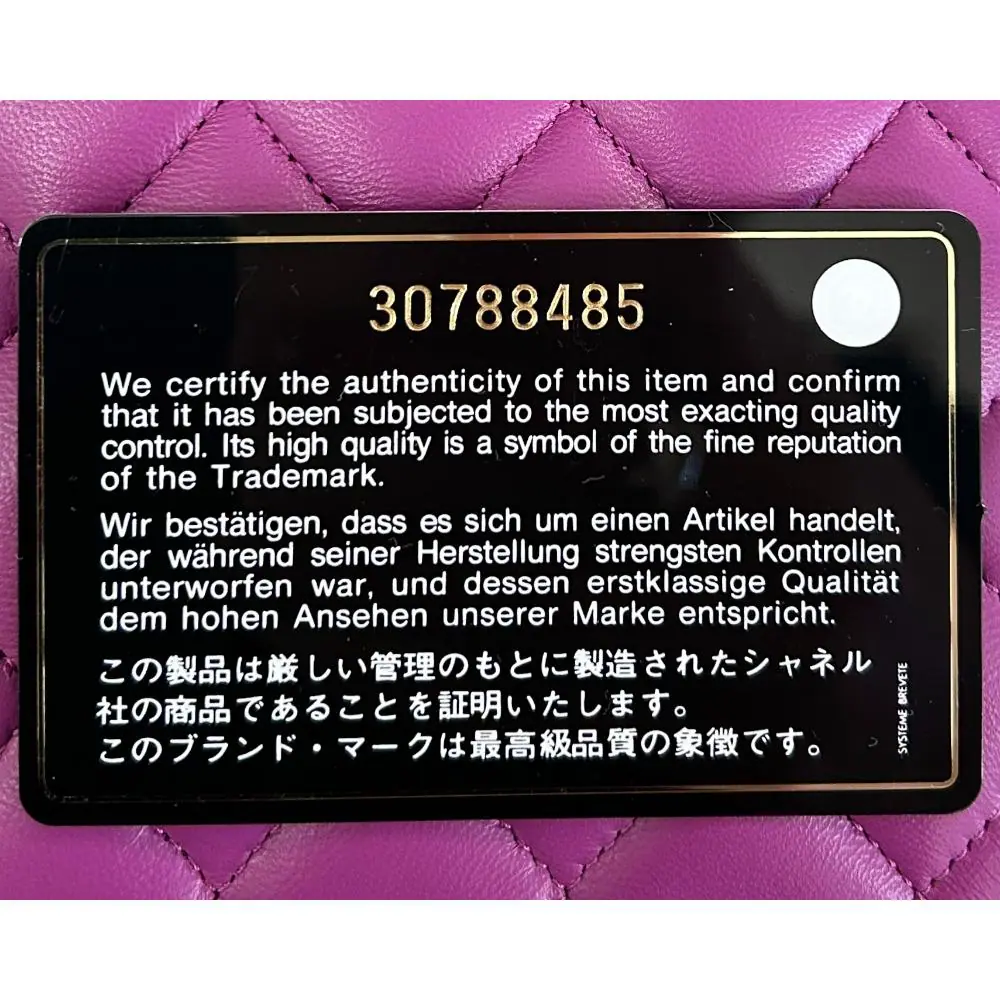 30788485
We certify the authenticity of this item and confirm
that it has been subjected to the most exacting quality
control. Its high quality is a symbol of the fine reputation
of the Trademark.
Wir bestätigen, dass es sich um einen Artikel handelt,
der während seiner Herstellung strengsten Kontrollen
unterworfen war, und dessen erstklassige Qualität
dem hohen Ansehen unserer Marke entspricht.
この製品は厳しい管理のもとに製造されたシャネル
社の商品であることを証明いたします。
このブランド・マークは最高級品質の象徴です。
SYSTEME BREVETE